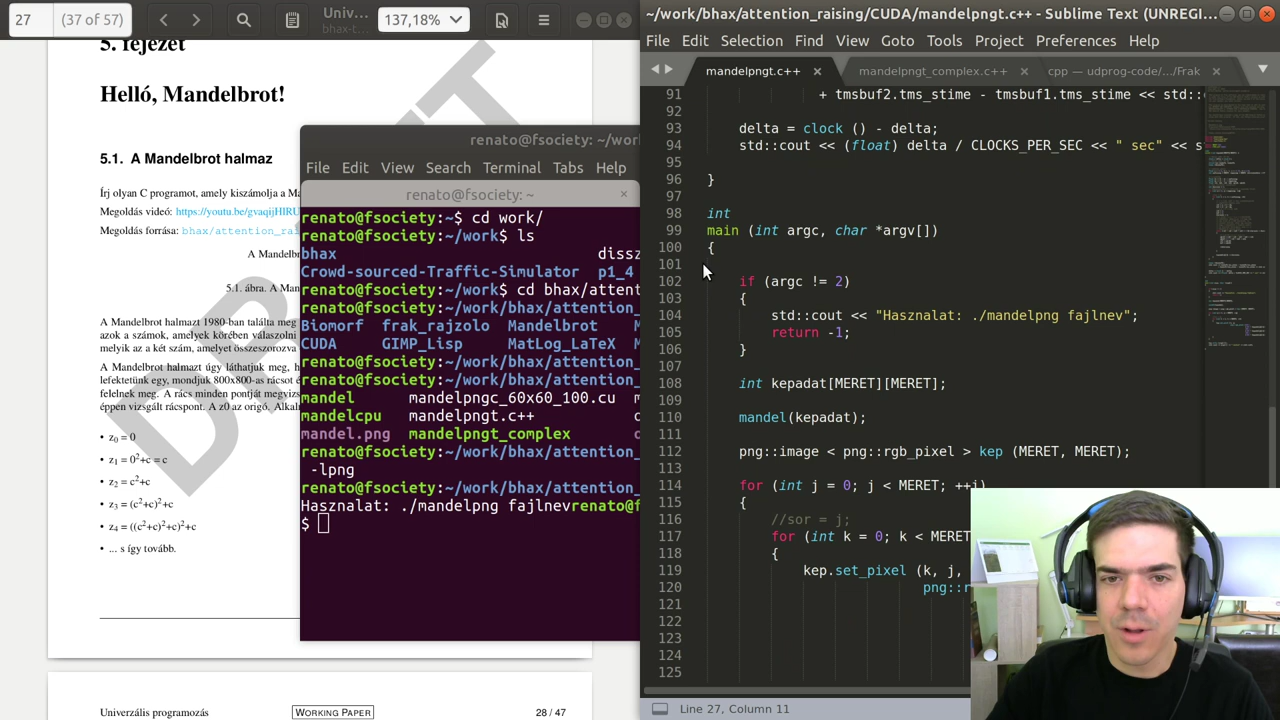 27
(37 of 57)
Univ…
bhax-t…
137,18%
5. fejezet
Helló, Mandelbrot!
5.1. A Mandelbrot halmaz
Írj olyan C programot, amely kiszámolja a Ma
Megoldás videó: https://youtu.be/gvaqijHlRU
Megoldás forrása: bhax/attention_rai
A Mandelb
5.1. ábra. A Man
A Mandelbrot halmazt 1980-ban találta meg
azok a számok, amelyek körében válaszolni
melyik az a két szám, amelyet összeszorozva
A Mandelbrot halmazt úgy láthatjuk meg, h
lefektetünk egy, mondjuk 800x800-as rácsot é
felelnek meg. A rács minden pontját megvizs
éppen vizsgált rácspont. A z0 az origó. Alkal
• z0 = 0
• z1 = 0²+c = c
• z2 = c²+c
• z3 = (c²+c)²+c
• z4 = ((c²+c)²+c)²+c
• ... s így tovább.
Univerzális programozás
WORKING PAPER
28 / 47
renato@fsociety: ~/work
File Edit View Search Terminal Tabs Help
renato@fsociety: ~ ×
renato@fsociety:~$ cd work/
renato@fsociety:~/work$ ls
bhax dissz
Crowd-sourced-Traffic-Simulator p1_4
renato@fsociety:~/work$ cd bhax/attent
renato@fsociety:~/work/bhax/attention_
Biomorf frak_rajzolo Mandelbrot M
CUDA GIMP_Lisp MatLog_LaTeX M
renato@fsociety:~/work/bhax/attention_
renato@fsociety:~/work/bhax/attention_
mandel mandelpngc_60x60_100.cu m
mandelcpu mandelpngt.c++ c
mandel.png mandelpngt_complex c
renato@fsociety:~/work/bhax/attention_
-lpng
renato@fsociety:~/work/bhax/attention_
Hasznalat: ./mandelpng fajlnevrenato@f
$
~/work/bhax/attention_raising/CUDA/mandelpngt.c++ - Sublime Text (UNREGI…
File Edit Selection Find View Goto Tools Project Preferences Help
mandelpngt.c++ ×
mandelpngt_complex.c++ ×
cpp — udprog-code/…/Frak ×
91 + tmsbuf2.tms_stime - tmsbuf1.tms_stime << std::
92
93 delta = clock () - delta;
94 std::cout << (float) delta / CLOCKS_PER_SEC << " sec" << s
95
96 }
97
98 int
99 main (int argc, char *argv[])
100 {
101
102 if (argc != 2)
103 {
104 std::cout << "Hasznalat: ./mandelpng fajlnev";
105 return -1;
106 }
107
108 int kepadat[MERET][MERET];
109
110 mandel(kepadat);
111
112 png::image < png::rgb_pixel > kep (MERET, MERET);
113
114 for (int j = 0; j < MERET; ++j)
115 {
116 //sor = j;
117 for (int k = 0; k < MERET
118 {
119 kep.set_pixel (k, j,
120 png::r
121
122
123
124
125
Line 27, Column 11